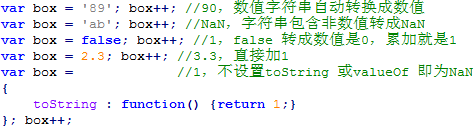 var box = '89'; box++; //90，数值字符串自动转换成数值
var box = 'ab'; box++; //NaN，字符串包含非数值转成NaN
var box = false; box++; //1，false 转成数值是0，累加就是1
var box = 2.3; box++; //3.3，直接加1
var box = //1，不设置toString 或valueOf 即为NaN
{
toString : function() {return 1;}
}; box++;